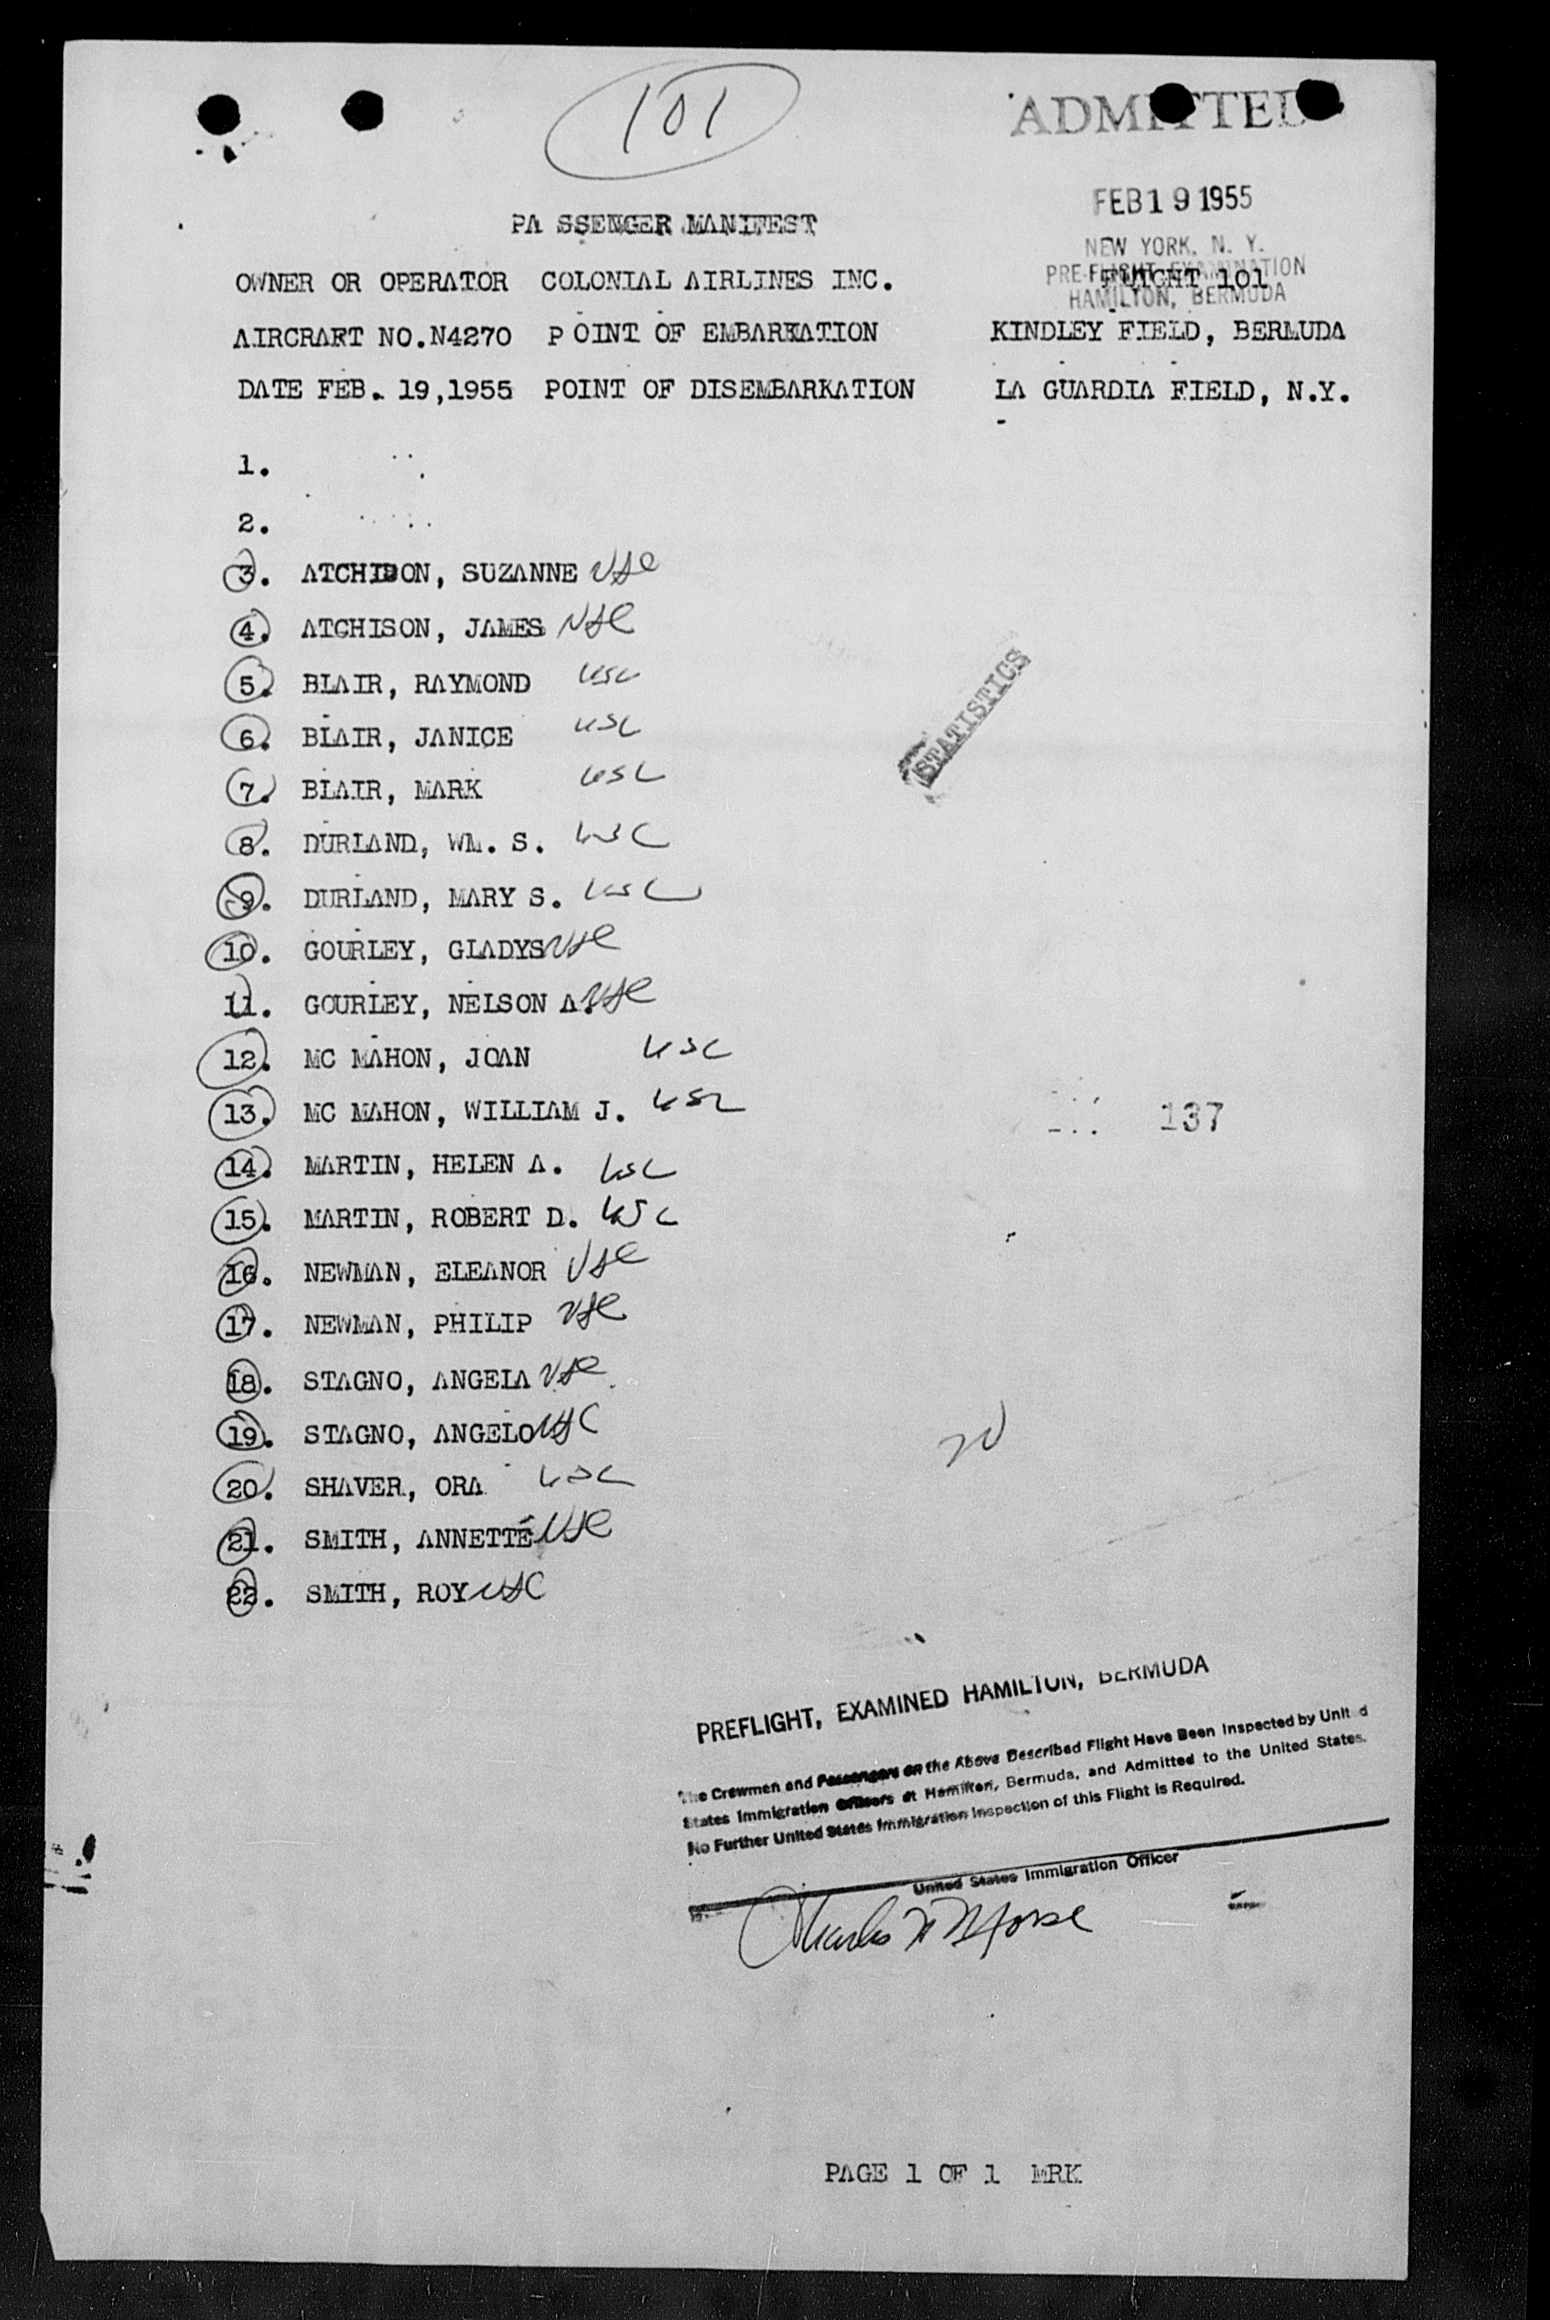 101
ADMITTED
FEB 19 1955
NEW YORK, N. Y.
PRE-FLIGHT EXAMINATION
HAMILTON, BERMUDA
PA SSENGER MANIFEST
OWNER OR OPERATOR COLONIAL AIRLINES INC. FLIGHT 101
AIRCRAFT NO.N4270 P OINT OF EMBARKATION KINDLEY FIELD, BERMUDA
DATE FEB. 19,1955 POINT OF DISEMBARKATION LA GUARDIA FIELD, N.Y.
1.
2.
3. ATCHISON, SUZANNE USC
4. ATCHISON, JAMES USC
5. BLAIR, RAYMOND USC
6. BLAIR, JANICE USC
7. BLAIR, MARK USC
8. DURLAND, WM. S. USC
9. DURLAND, MARY S. USC
10. GOURLEY, GLADYS USC
11. GOURLEY, NELSON A. USC
12. MC MAHON, JOAN USC
13. MC MAHON, WILLIAM J. USC
14. MARTIN, HELEN A. USC
15. MARTIN, ROBERT D. USC
16. NEWMAN, ELEANOR USC
17. NEWMAN, PHILIP USC
18. STAGNO, ANGELA USC
19. STAGNO, ANGELO USC
20. SHAVER, ORA USC
21. SMITH, ANNETTE USC
22. SMITH, ROY USC
STATISTICS
137
20
PREFLIGHT, EXAMINED HAMILTON, BERMUDA
The Crewmen and Passengers on the Above Described Flight Have Been Inspected by United
States Immigration Officers at Hamilton, Bermuda, and Admitted to the United States.
No Further United States Immigration Inspection of this Flight is Required.
United States Immigration Officer
Charles W Morse
PAGE 1 OF 1 MRK